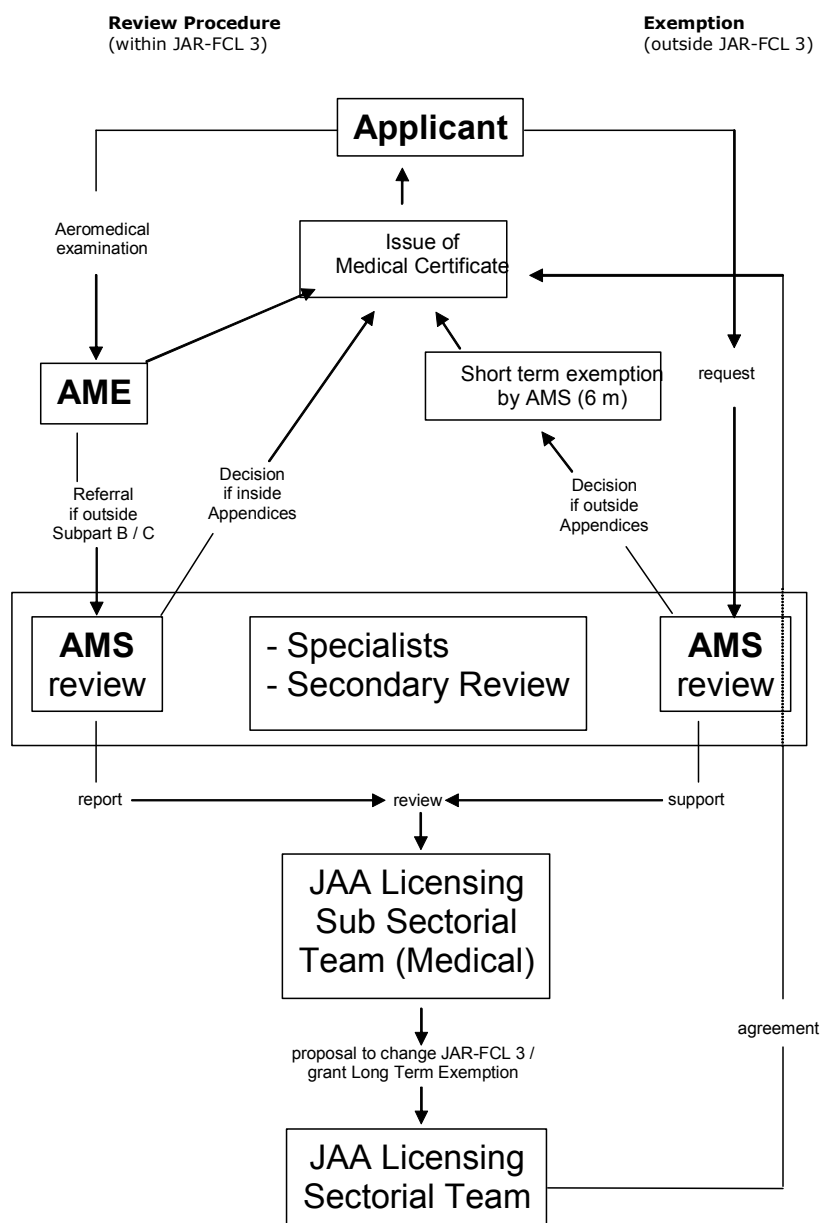 Review Procedure
(within JAR-FCL 3)
Exemption
(outside JAR-FCL 3)
Applicant
Aeromedical
examination
Issue of
Medical Certificate
AME
Short term exemption
by AMS (6 m)
request
Referral
if outside
Subpart B / C
Decision
if inside
Appendices
Decision
if outside
Appendices
AMS
review
- Specialists
- Secondary Review
AMS
review
report
review
support
JAA Licensing
Sub Sectorial
Team (Medical)
agreement
proposal to change JAR-FCL 3 /
grant Long Term Exemption
JAA Licensing
Sectorial Team